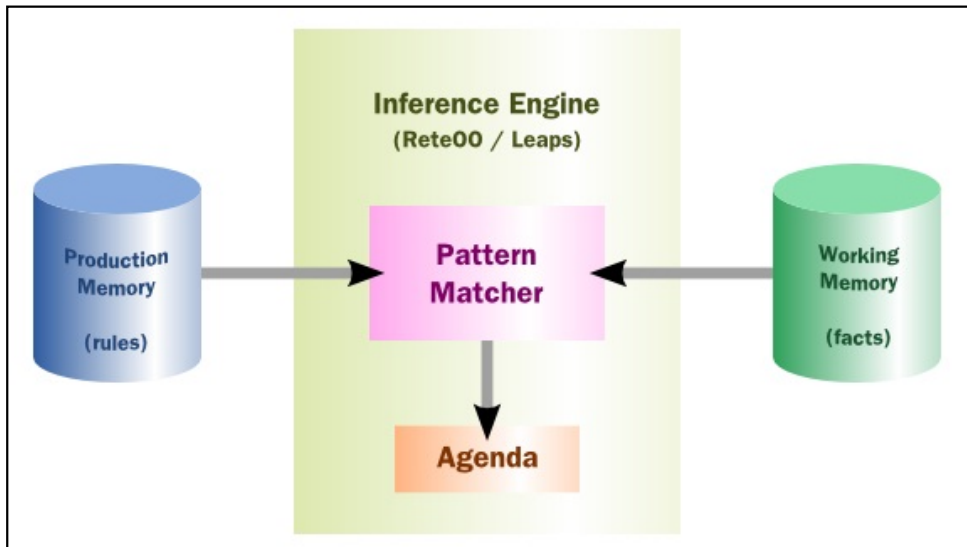 Inference Engine
(ReteOO / Leaps)
Production
Memory
(rules)
Pattern
Matcher
Working
Memory
(facts)
Agenda